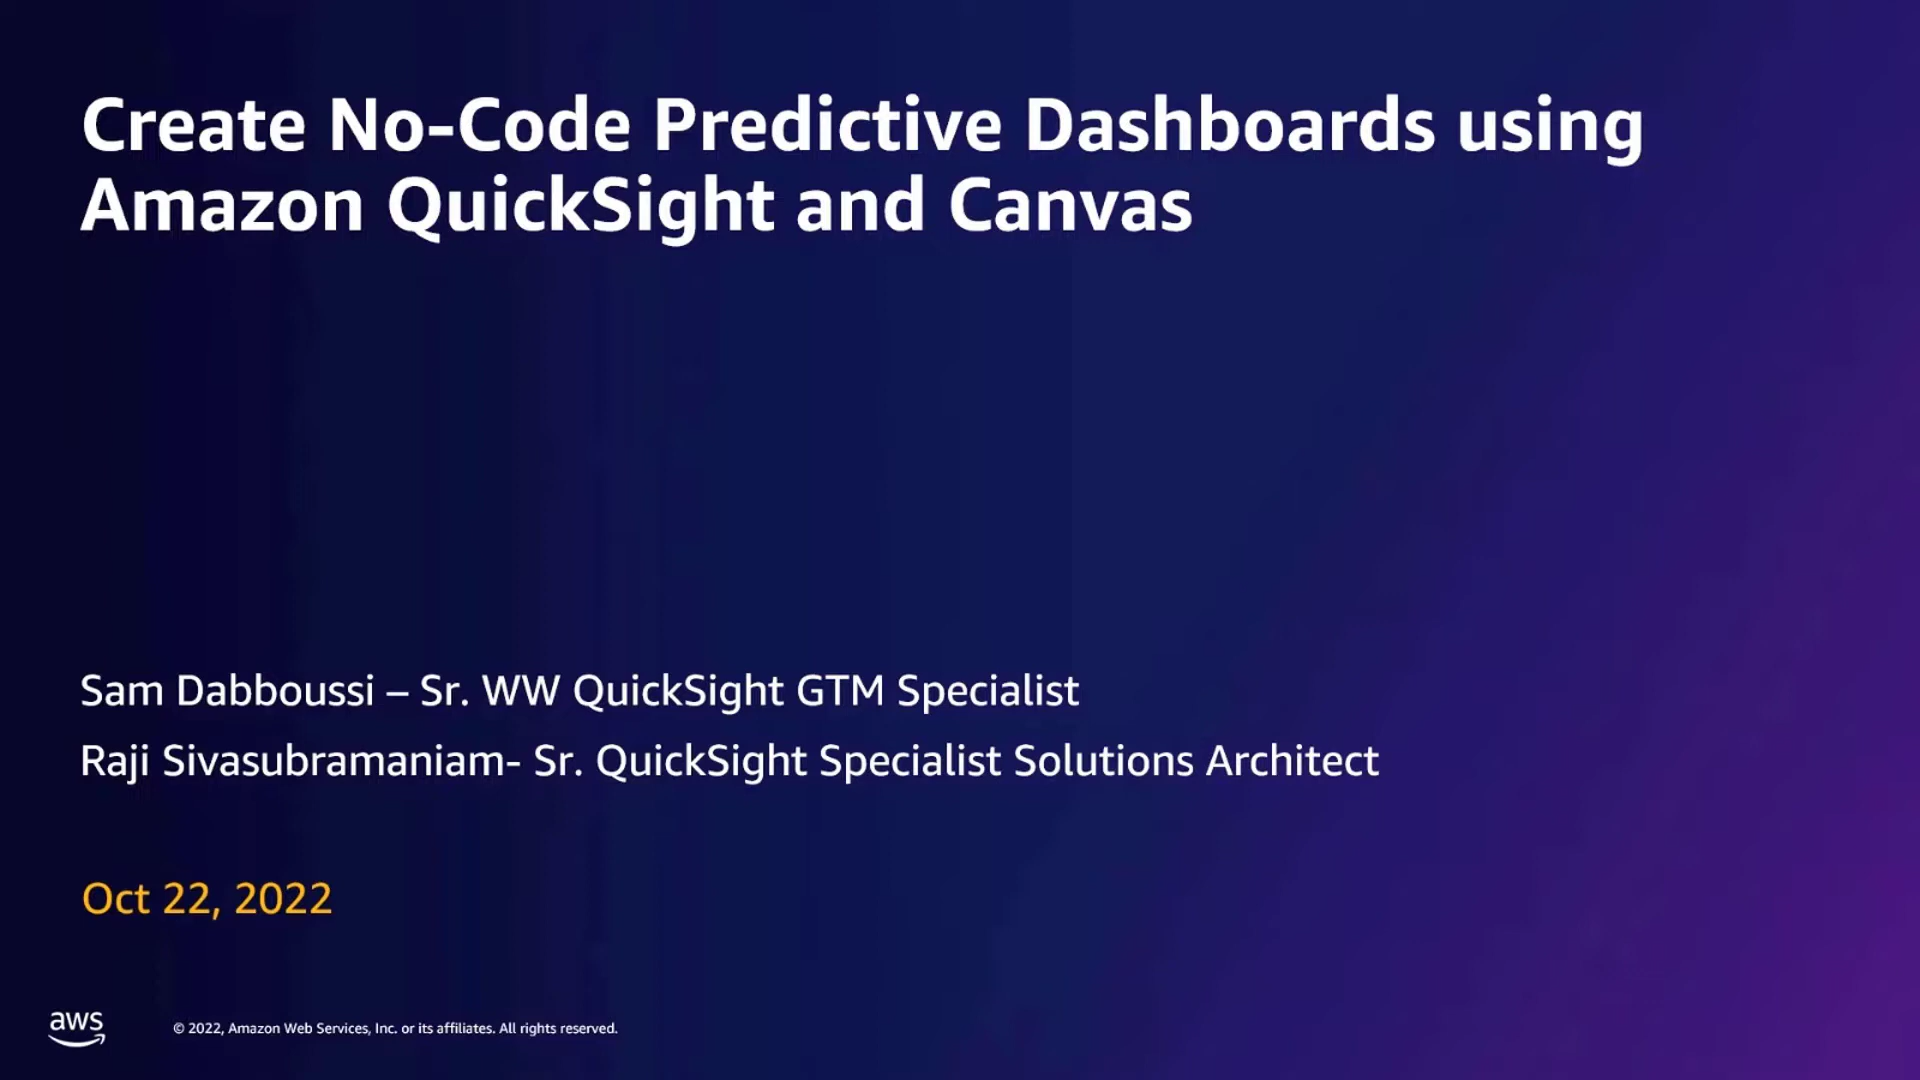 Create No-Code Predictive Dashboards using
Amazon QuickSight and Canvas
Sam Dabboussi – Sr. WW QuickSight GTM Specialist
Raji Sivasubramaniam- Sr. QuickSight Specialist Solutions Architect
Oct 22, 2022
aws
© 2022, Amazon Web Services, Inc. or its affiliates. All rights reserved.